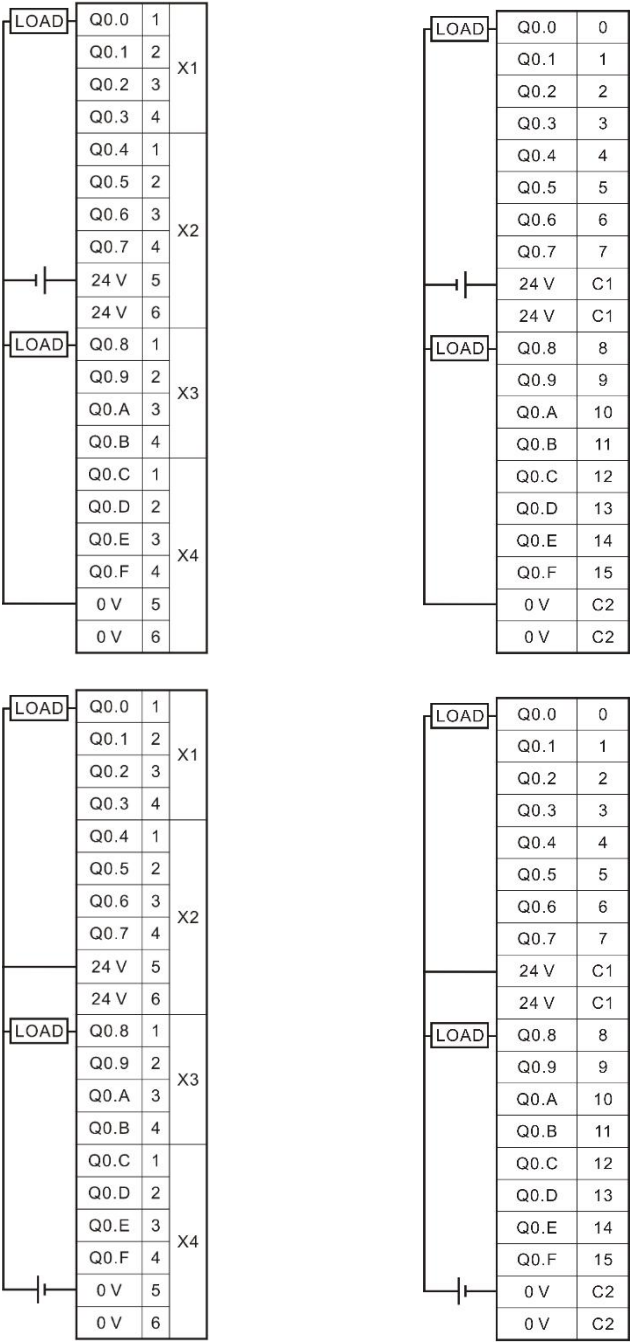 LOAD Q0.0 1
Q0.1 2
X1
Q0.2 3
Q0.3 4
Q0.4 1
Q0.5 2
Q0.6 3
X2
Q0.7 4
24 V 5
24 V 6
LOAD Q0.8 1
Q0.9 2
X3
Q0.A 3
Q0.B 4
Q0.C 1
Q0.D 2
Q0.E 3
X4
Q0.F 4
0 V 5
0 V 6
LOAD Q0.0 0
Q0.1 1
Q0.2 2
Q0.3 3
Q0.4 4
Q0.5 5
Q0.6 6
Q0.7 7
24 V C1
24 V C1
LOAD Q0.8 8
Q0.9 9
Q0.A 10
Q0.B 11
Q0.C 12
Q0.D 13
Q0.E 14
Q0.F 15
0 V C2
0 V C2
LOAD Q0.0 1
Q0.1 2
X1
Q0.2 3
Q0.3 4
Q0.4 1
Q0.5 2
Q0.6 3
X2
Q0.7 4
24 V 5
24 V 6
LOAD Q0.8 1
Q0.9 2
X3
Q0.A 3
Q0.B 4
Q0.C 1
Q0.D 2
Q0.E 3
X4
Q0.F 4
0 V 5
0 V 6
LOAD Q0.0 0
Q0.1 1
Q0.2 2
Q0.3 3
Q0.4 4
Q0.5 5
Q0.6 6
Q0.7 7
24 V C1
24 V C1
LOAD Q0.8 8
Q0.9 9
Q0.A 10
Q0.B 11
Q0.C 12
Q0.D 13
Q0.E 14
Q0.F 15
0 V C2
0 V C2